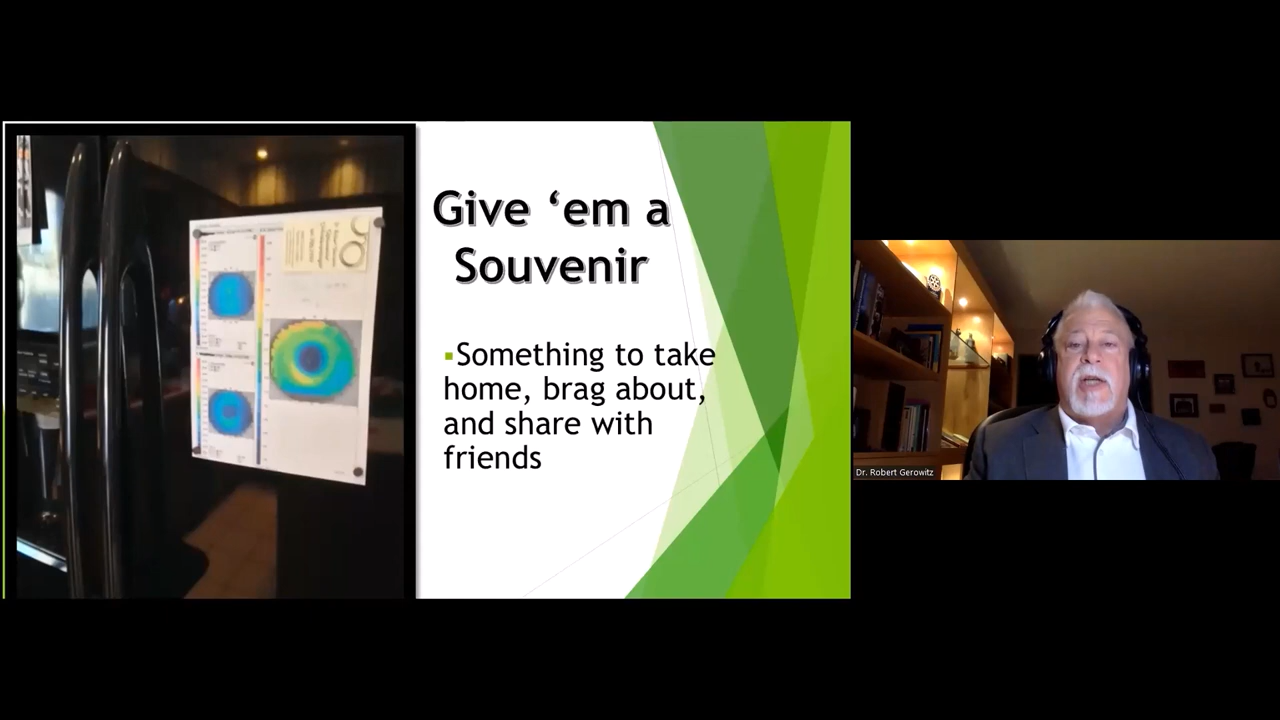 Give ‘em a
Souvenir
▪Something to take
home, brag about,
and share with
friends
Dr. Robert Gerowitz